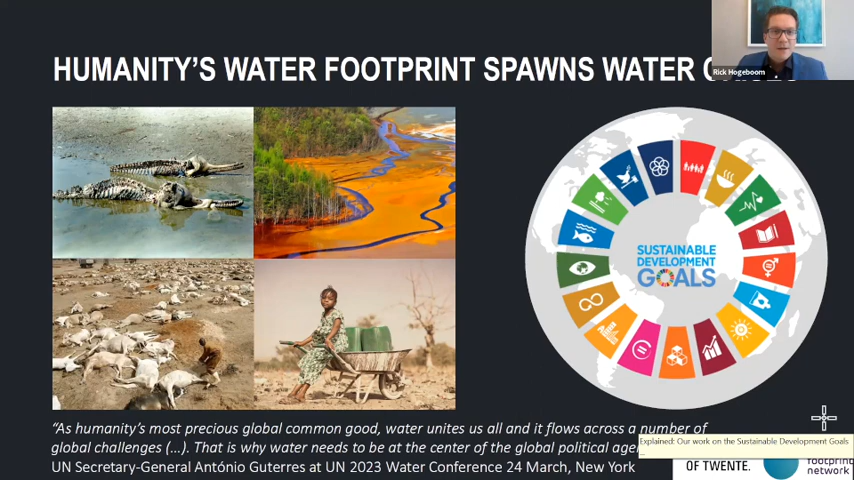 Rick Hogeboom
HUMANITY'S WATER FOOTPRINT SPAWNS WATER
SUSTAINABLE
DEVELOPMENT
GOALS
"As humanity's most precious global common good, water unites us all and it flows across a number of
global challenges (...). That is why water needs to be at the center of the global political
UN Secretary-General António Guterres at UN 2023 Water Conference 24 March, New York
Explained: Our work on the Sustainable Development Goals
OF TWENTE.
footprint
network